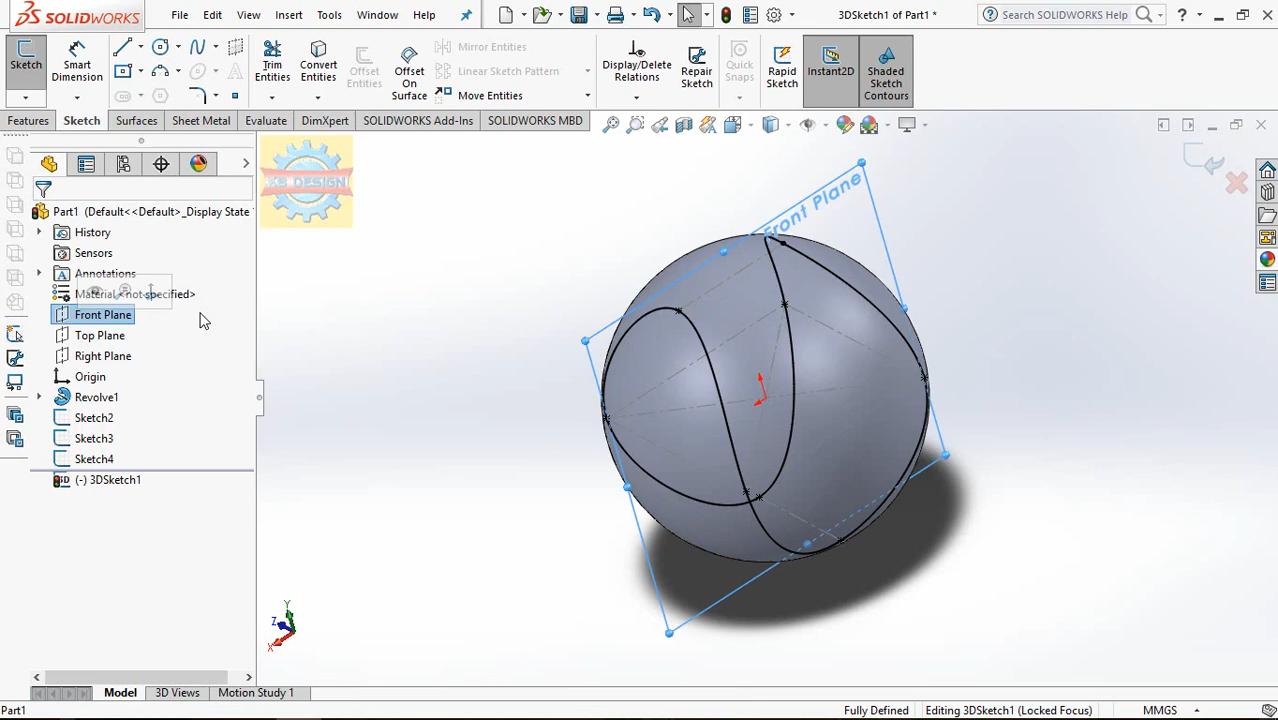 SOLIDWORKS
File
Edit
View
Insert
Tools
Window
Help
3DSketch1 of Part1 *
Search SOLIDWORKS Help
Sketch
Smart Dimension
Trim Entities
Convert Entities
Offset Entities
Offset On Surface
Mirror Entities
Linear Sketch Pattern
Move Entities
Display/Delete Relations
Repair Sketch
Quick Snaps
Rapid Sketch
Instant2D
Shaded Sketch Contours
Features
Sketch
Surfaces
Sheet Metal
Evaluate
DimXpert
SOLIDWORKS Add-Ins
SOLIDWORKS MBD
Part1 (Default<<Default>_Display State
History
Sensors
Annotations
Material <not specified>
Front Plane
Top Plane
Right Plane
Origin
Revolve1
Sketch2
Sketch3
Sketch4
3D (-) 3DSketch1
Front Plane
Y
Z
X
Model
3D Views
Motion Study 1
Part1
Fully Defined
Editing 3DSketch1 (Locked Focus)
MMGS